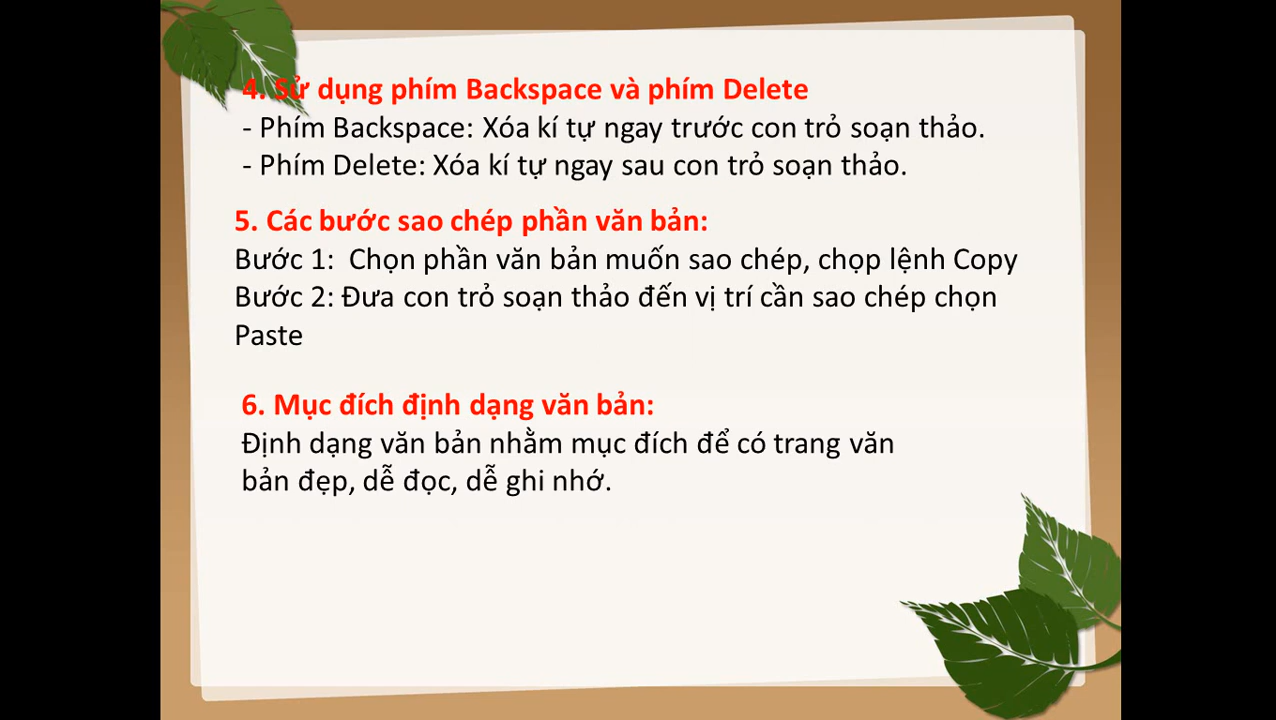 4. Sử dụng phím Backspace và phím Delete
- Phím Backspace: Xóa kí tự ngay trước con trỏ soạn thảo.
- Phím Delete: Xóa kí tự ngay sau con trỏ soạn thảo.
5. Các bước sao chép phần văn bản:
Bước 1:  Chọn phần văn bản muốn sao chép, chọp lệnh Copy
Bước 2: Đưa con trỏ soạn thảo đến vị trí cần sao chép chọn
Paste
6. Mục đích định dạng văn bản:
Định dạng văn bản nhằm mục đích để có trang văn
bản đẹp, dễ đọc, dễ ghi nhớ.